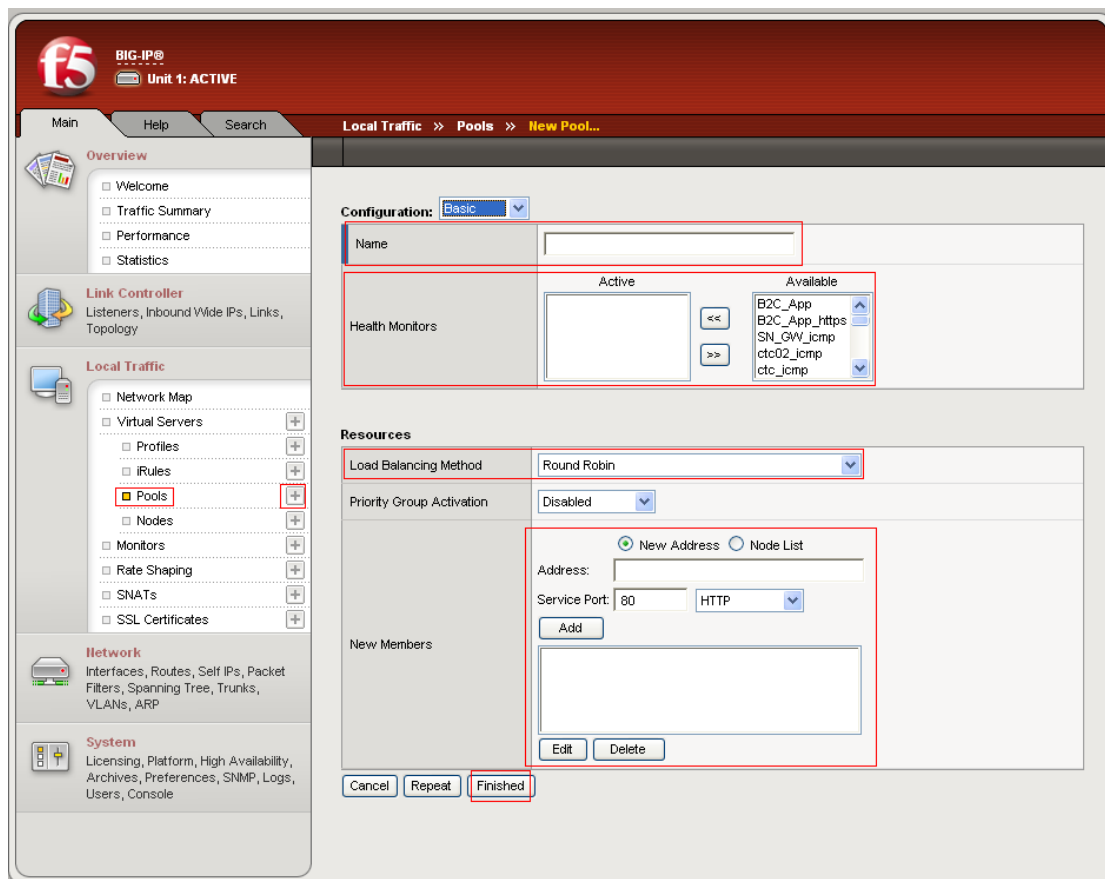 f5
BIG-IP®
Unit 1: ACTIVE
Main
Help
Search
Local Traffic » Pools » New Pool...
Overview
Welcome
Traffic Summary
Performance
Statistics
Link Controller
Listeners, Inbound Wide IPs, Links,
Topology
Local Traffic
Network Map
Virtual Servers
Profiles
iRules
Pools
Nodes
Monitors
Rate Shaping
SNATs
SSL Certificates
Network
Interfaces, Routes, Self IPs, Packet
Filters, Spanning Tree, Trunks,
VLANs, ARP
System
Licensing, Platform, High Availability,
Archives, Preferences, SNMP, Logs,
Users, Console
Configuration: Basic
Name
Health Monitors
Active
Available
<<
>>
B2C_App
B2C_App_https
SN_GW_icmp
ctc02_icmp
ctc_icmp
Resources
Load Balancing Method
Round Robin
Priority Group Activation
Disabled
New Members
New Address
Node List
Address:
Service Port: 80 HTTP
Add
Edit
Delete
Cancel
Repeat
Finished